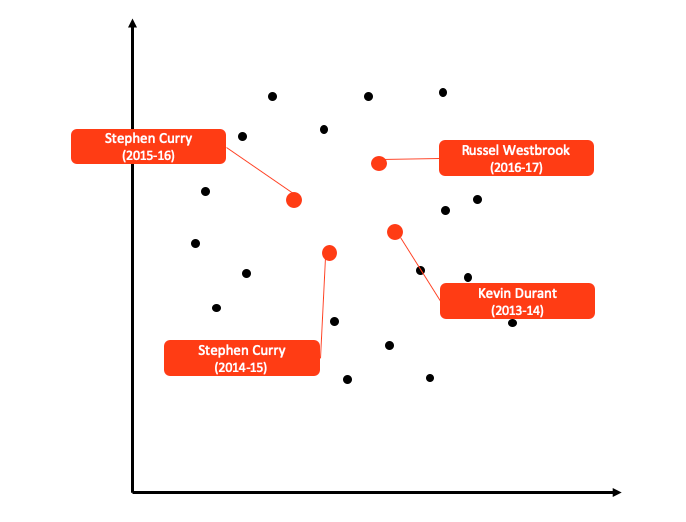 Stephen Curry
(2015-16)
Russel Westbrook
(2016-17)
Kevin Durant
(2013-14)
Stephen Curry
(2014-15)